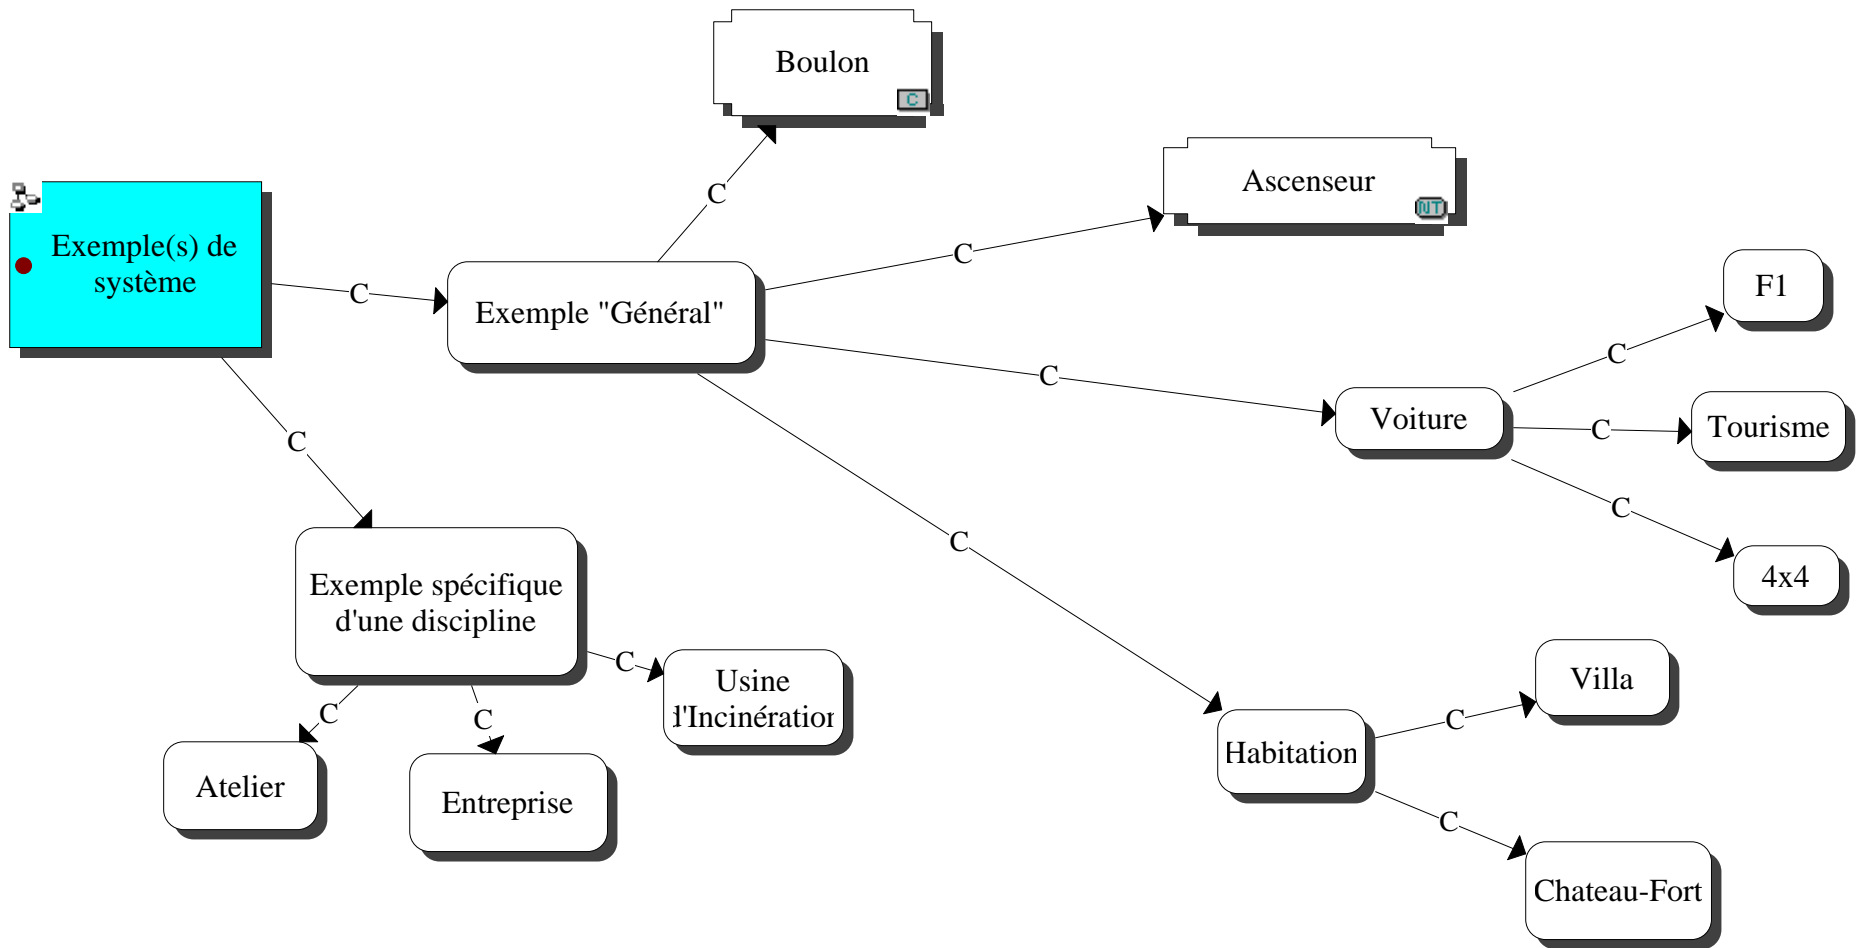 Boulon
C
Ascenseur
NT
Exemple(s) de
système
C
C
C
Exemple "Général"
F1
C
C
Voiture
C
Tourisme
C
C
C
4x4
Exemple spécifique
d'une discipline
C
Usine
d'Incinération
C
C
Atelier
Entreprise
Villa
C
Habitation
C
Chateau-Fort